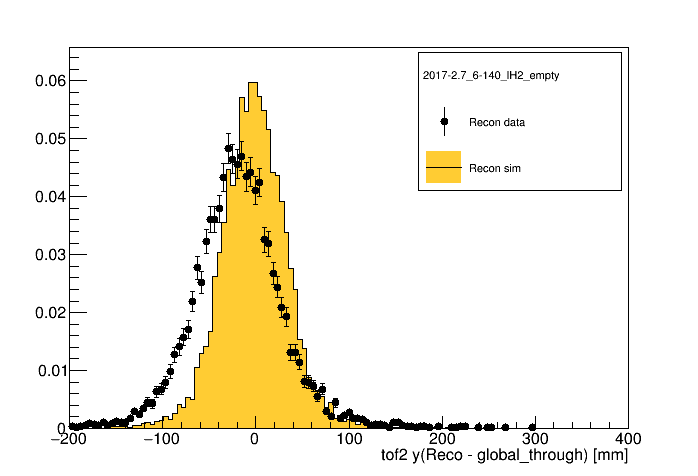 2017-2.7_6-140_lH2_empty
Recon data
Recon sim
0.06
0.05
0.04
0.03
0.02
0.01
0
−200 −100 0 100 200 300 400
tof2 y(Reco - global_through) [mm]